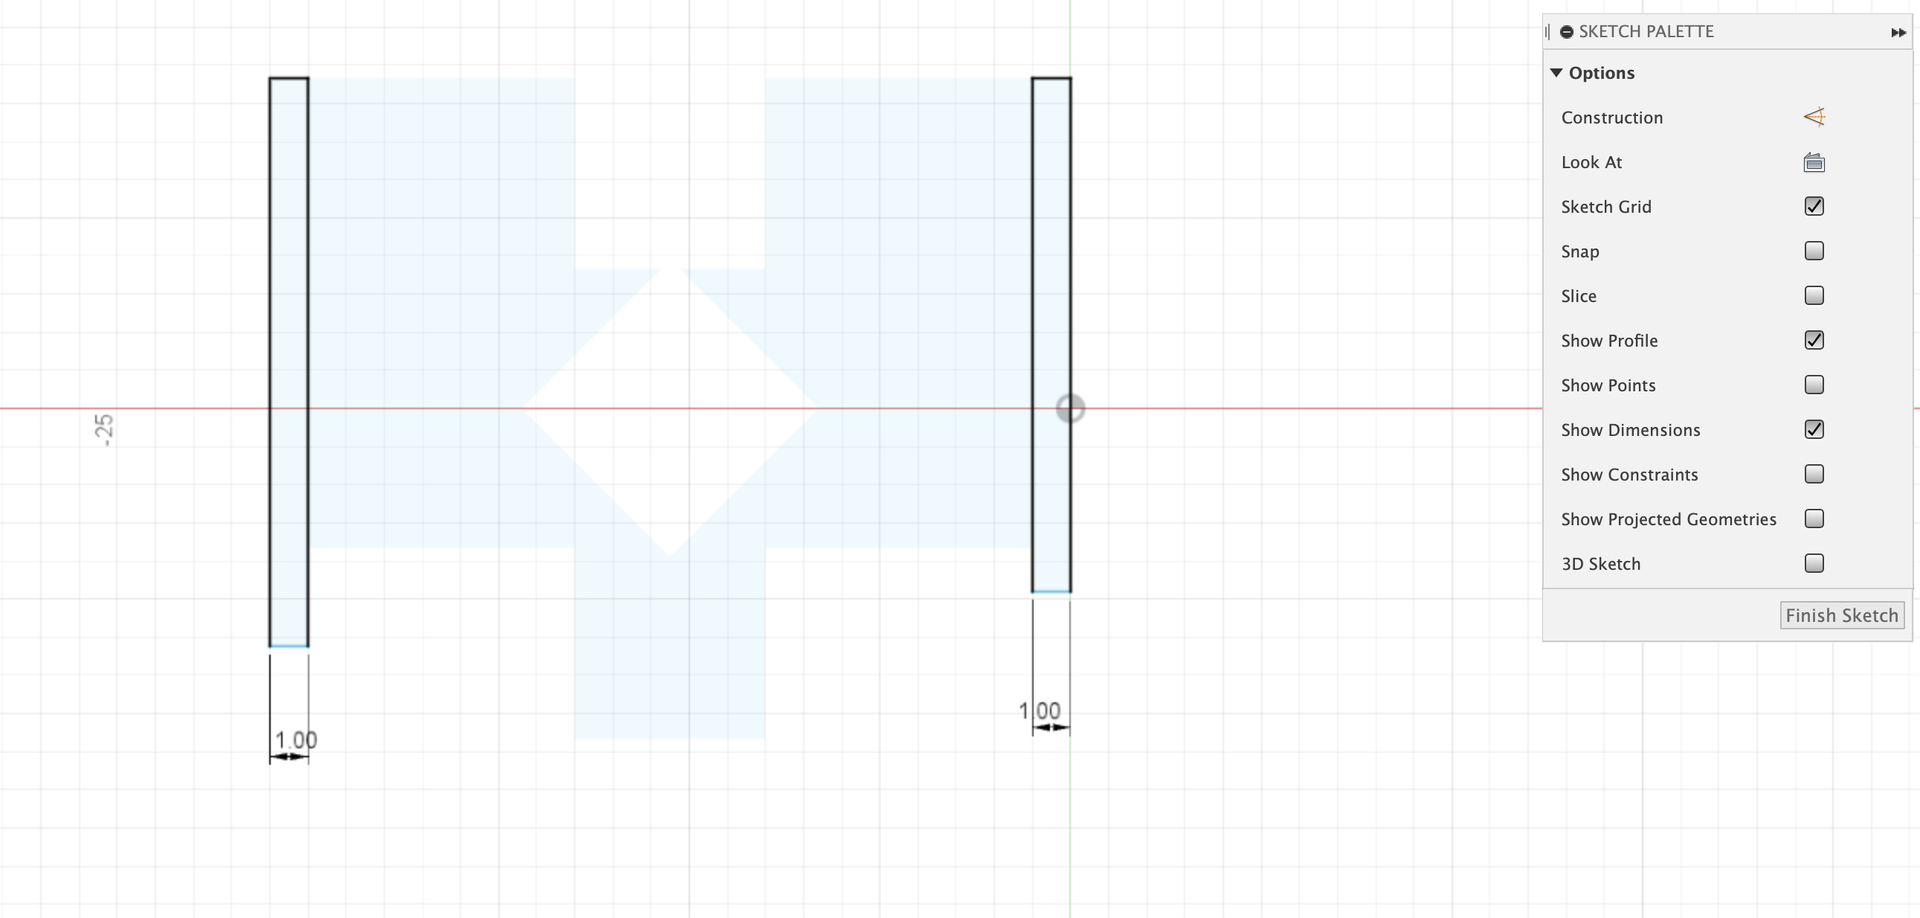 SKETCH PALETTE
Options
Construction
Look At
Sketch Grid
Snap
Slice
Show Profile
Show Points
Show Dimensions
Show Constraints
Show Projected Geometries
3D Sketch
Finish Sketch
-25
1.00
1.00